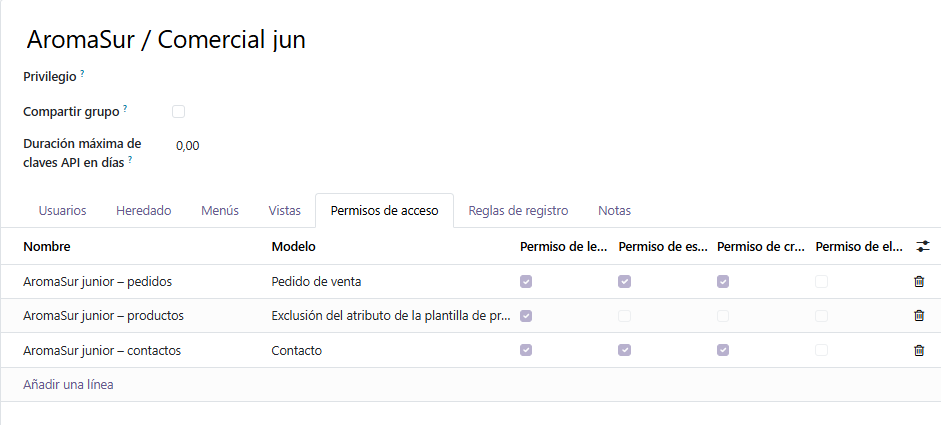 AromaSur / Comercial jun
Privilegio ?
Compartir grupo ?
Duración máxima de
claves API en días ?
0,00
Usuarios Heredado Menús Vistas Permisos de acceso Reglas de registro Notas
Nombre Modelo Permiso de le... Permiso de es... Permiso de cr... Permiso de el...
AromaSur junior – pedidos Pedido de venta
AromaSur junior – productos Exclusión del atributo de la plantilla de pr...
AromaSur junior – contactos Contacto
Añadir una línea